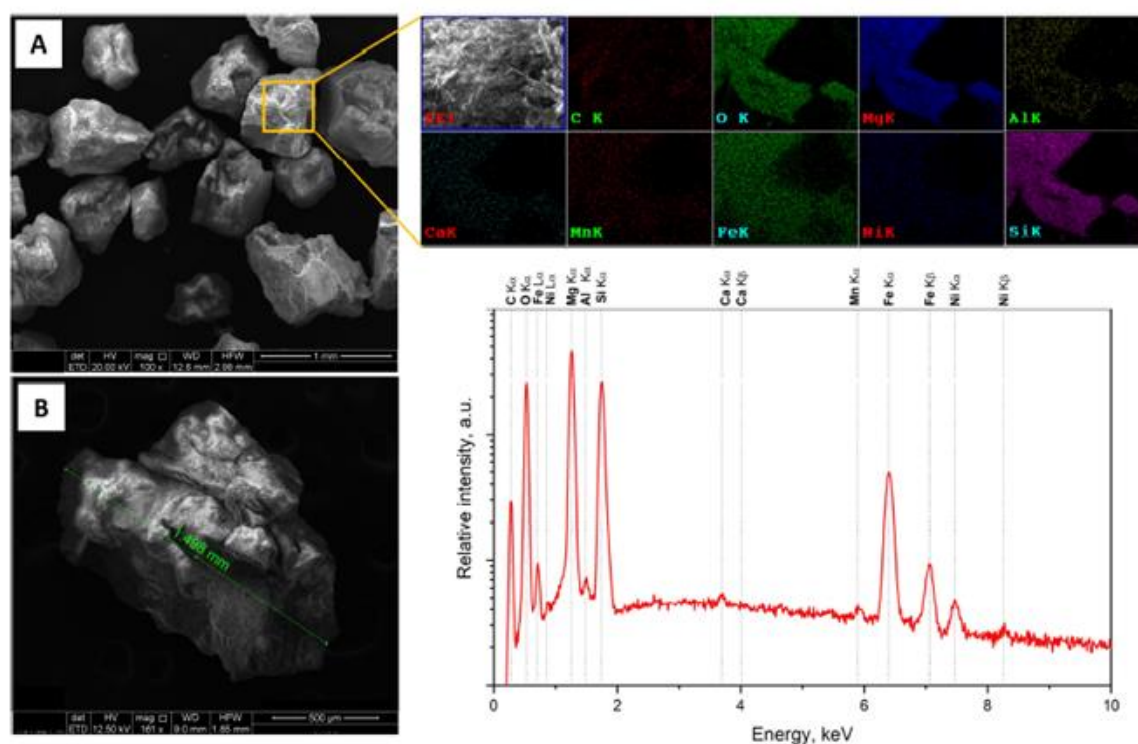 A
C K
O K
MgK
AlK
CaK
MnK
FeK
NiK
SiK
det HV mag WD HFW
ETD 20.00 kV 100 x mm 2.98 mm
1 mm
B
1.498 mm
det HV mag WD HFW
ETD 12.50 kV 161 x 9.0 mm 1.85 mm
500 µm
C Kα
O Kα
Fe Lα
Ni Lα
Mg Kα
Al Kα
Si Kα
Ca Kα
Ca Kβ
Mn Kα
Fe Kα
Fe Kβ
Ni Kα
Ni Kβ
Relative intensity, a.u.
0 2 4 6 8 10
Energy, keV